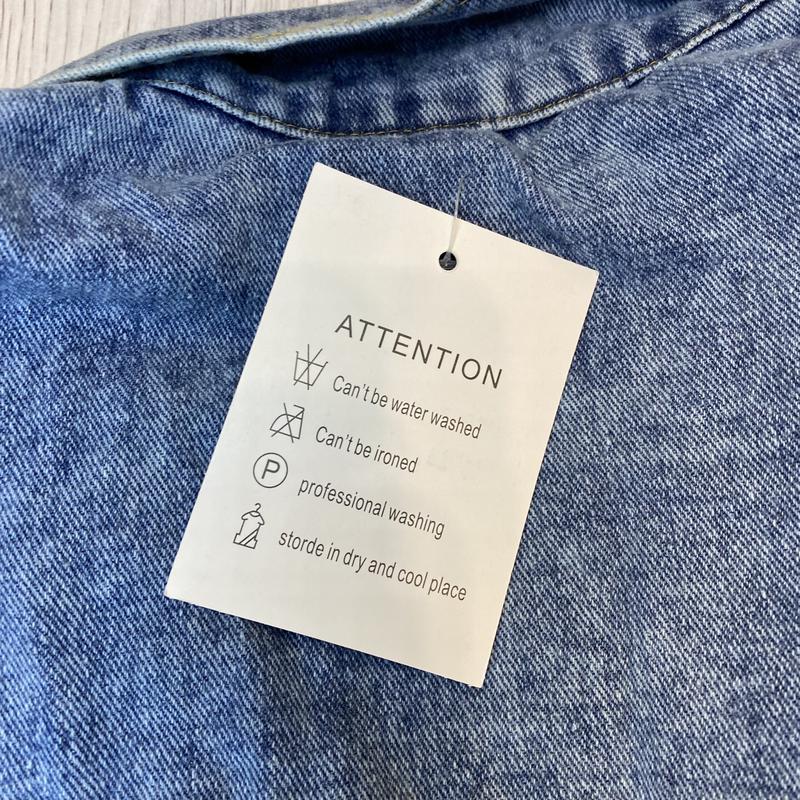 ATTENTION
Can't be water washed
Can't be ironed
P professional washing
storde in dry and cool place